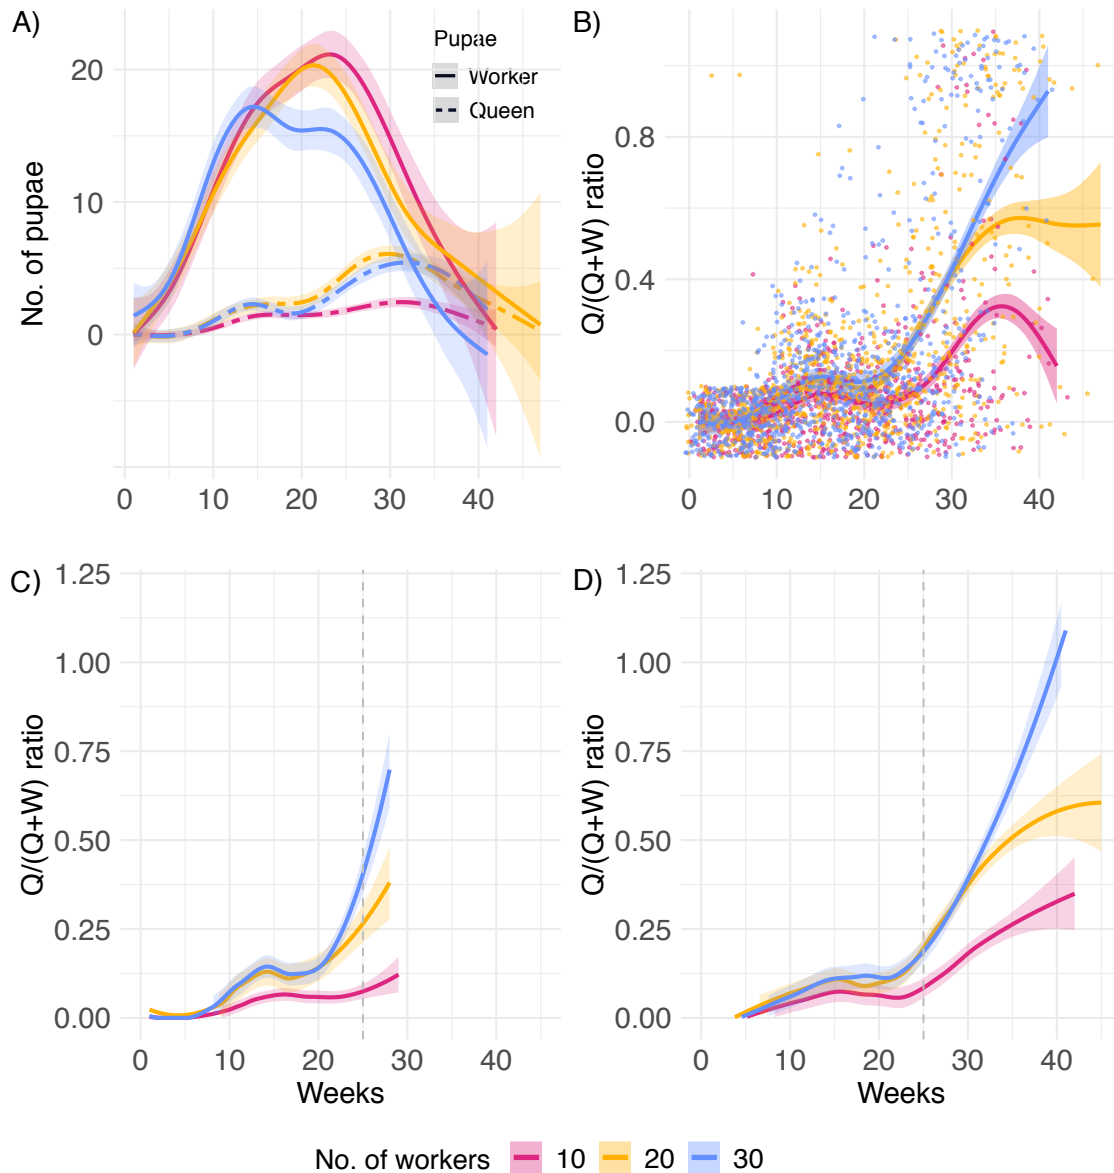 A)
Pupae
Worker
Queen
No. of pupae
20
10
0
0 10 20 30 40
B)
Q/(Q+W) ratio
0.8
0.4
0.0
0 10 20 30 40
C)
Q/(Q+W) ratio
1.25
1.00
0.75
0.50
0.25
0.00
0 10 20 30 40
Weeks
D)
Q/(Q+W) ratio
1.25
1.00
0.75
0.50
0.25
0.00
0 10 20 30 40
Weeks
No. of workers 10 20 30